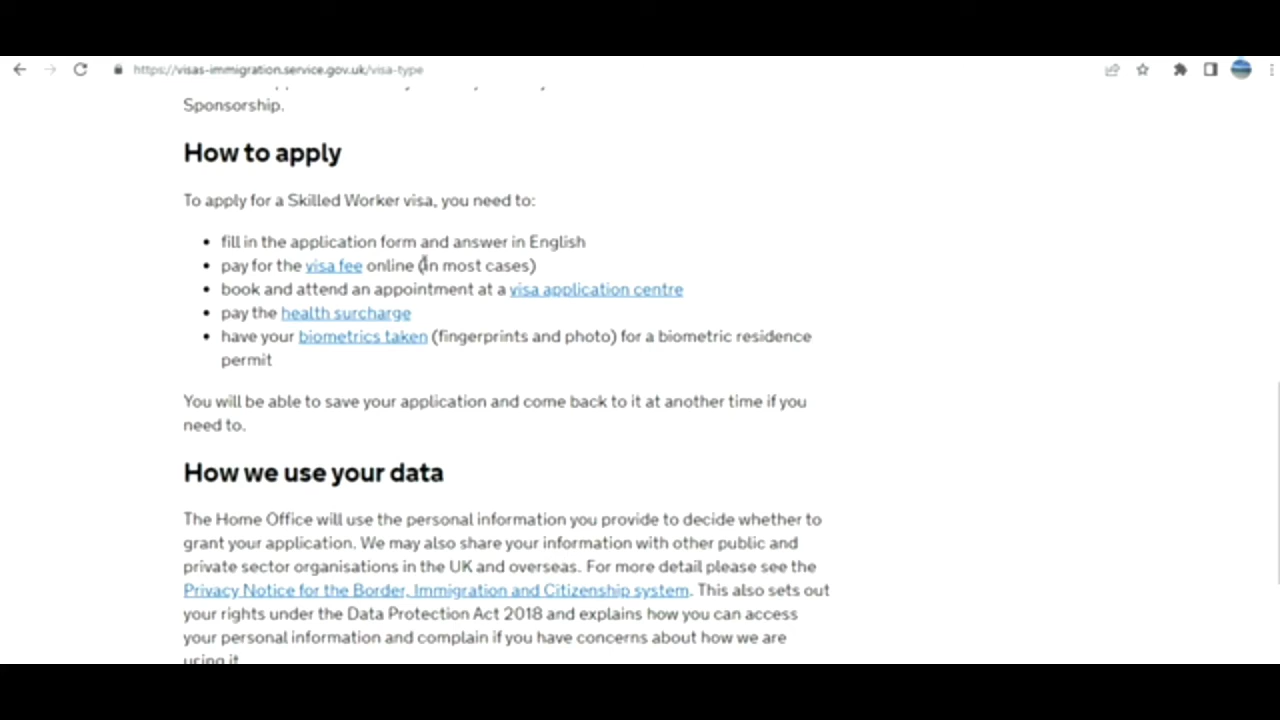 https://visas-immigration.service.gov.uk/visa-type
Sponsorship.
How to apply
To apply for a Skilled Worker visa, you need to:
• fill in the application form and answer in English
• pay for the visa fee online (in most cases)
• book and attend an appointment at a visa application centre
• pay the health surcharge
• have your biometrics taken (fingerprints and photo) for a biometric residence
permit
You will be able to save your application and come back to it at another time if you
need to.
How we use your data
The Home Office will use the personal information you provide to decide whether to
grant your application. We may also share your information with other public and
private sector organisations in the UK and overseas. For more detail please see the
Privacy Notice for the Border, Immigration and Citizenship system. This also sets out
your rights under the Data Protection Act 2018 and explains how you can access
your personal information and complain if you have concerns about how we are
using it